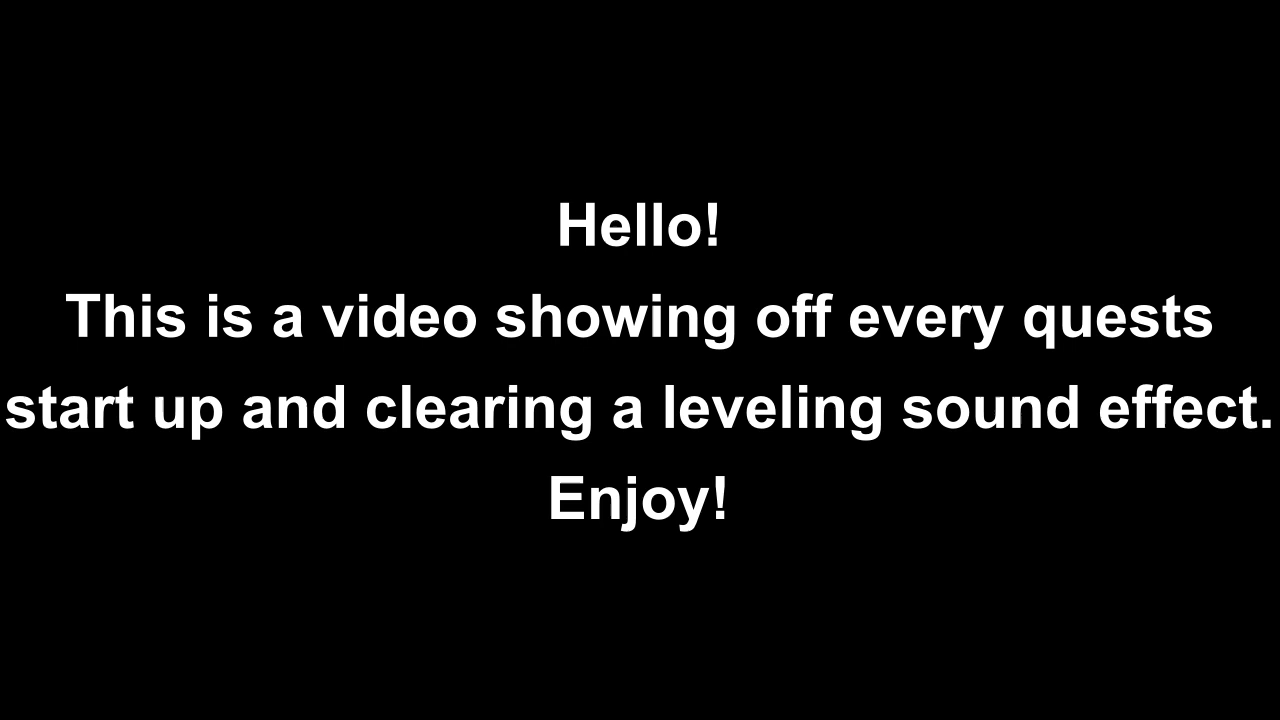 Hello!
This is a video showing off every quests
start up and clearing a leveling sound effect.
Enjoy!